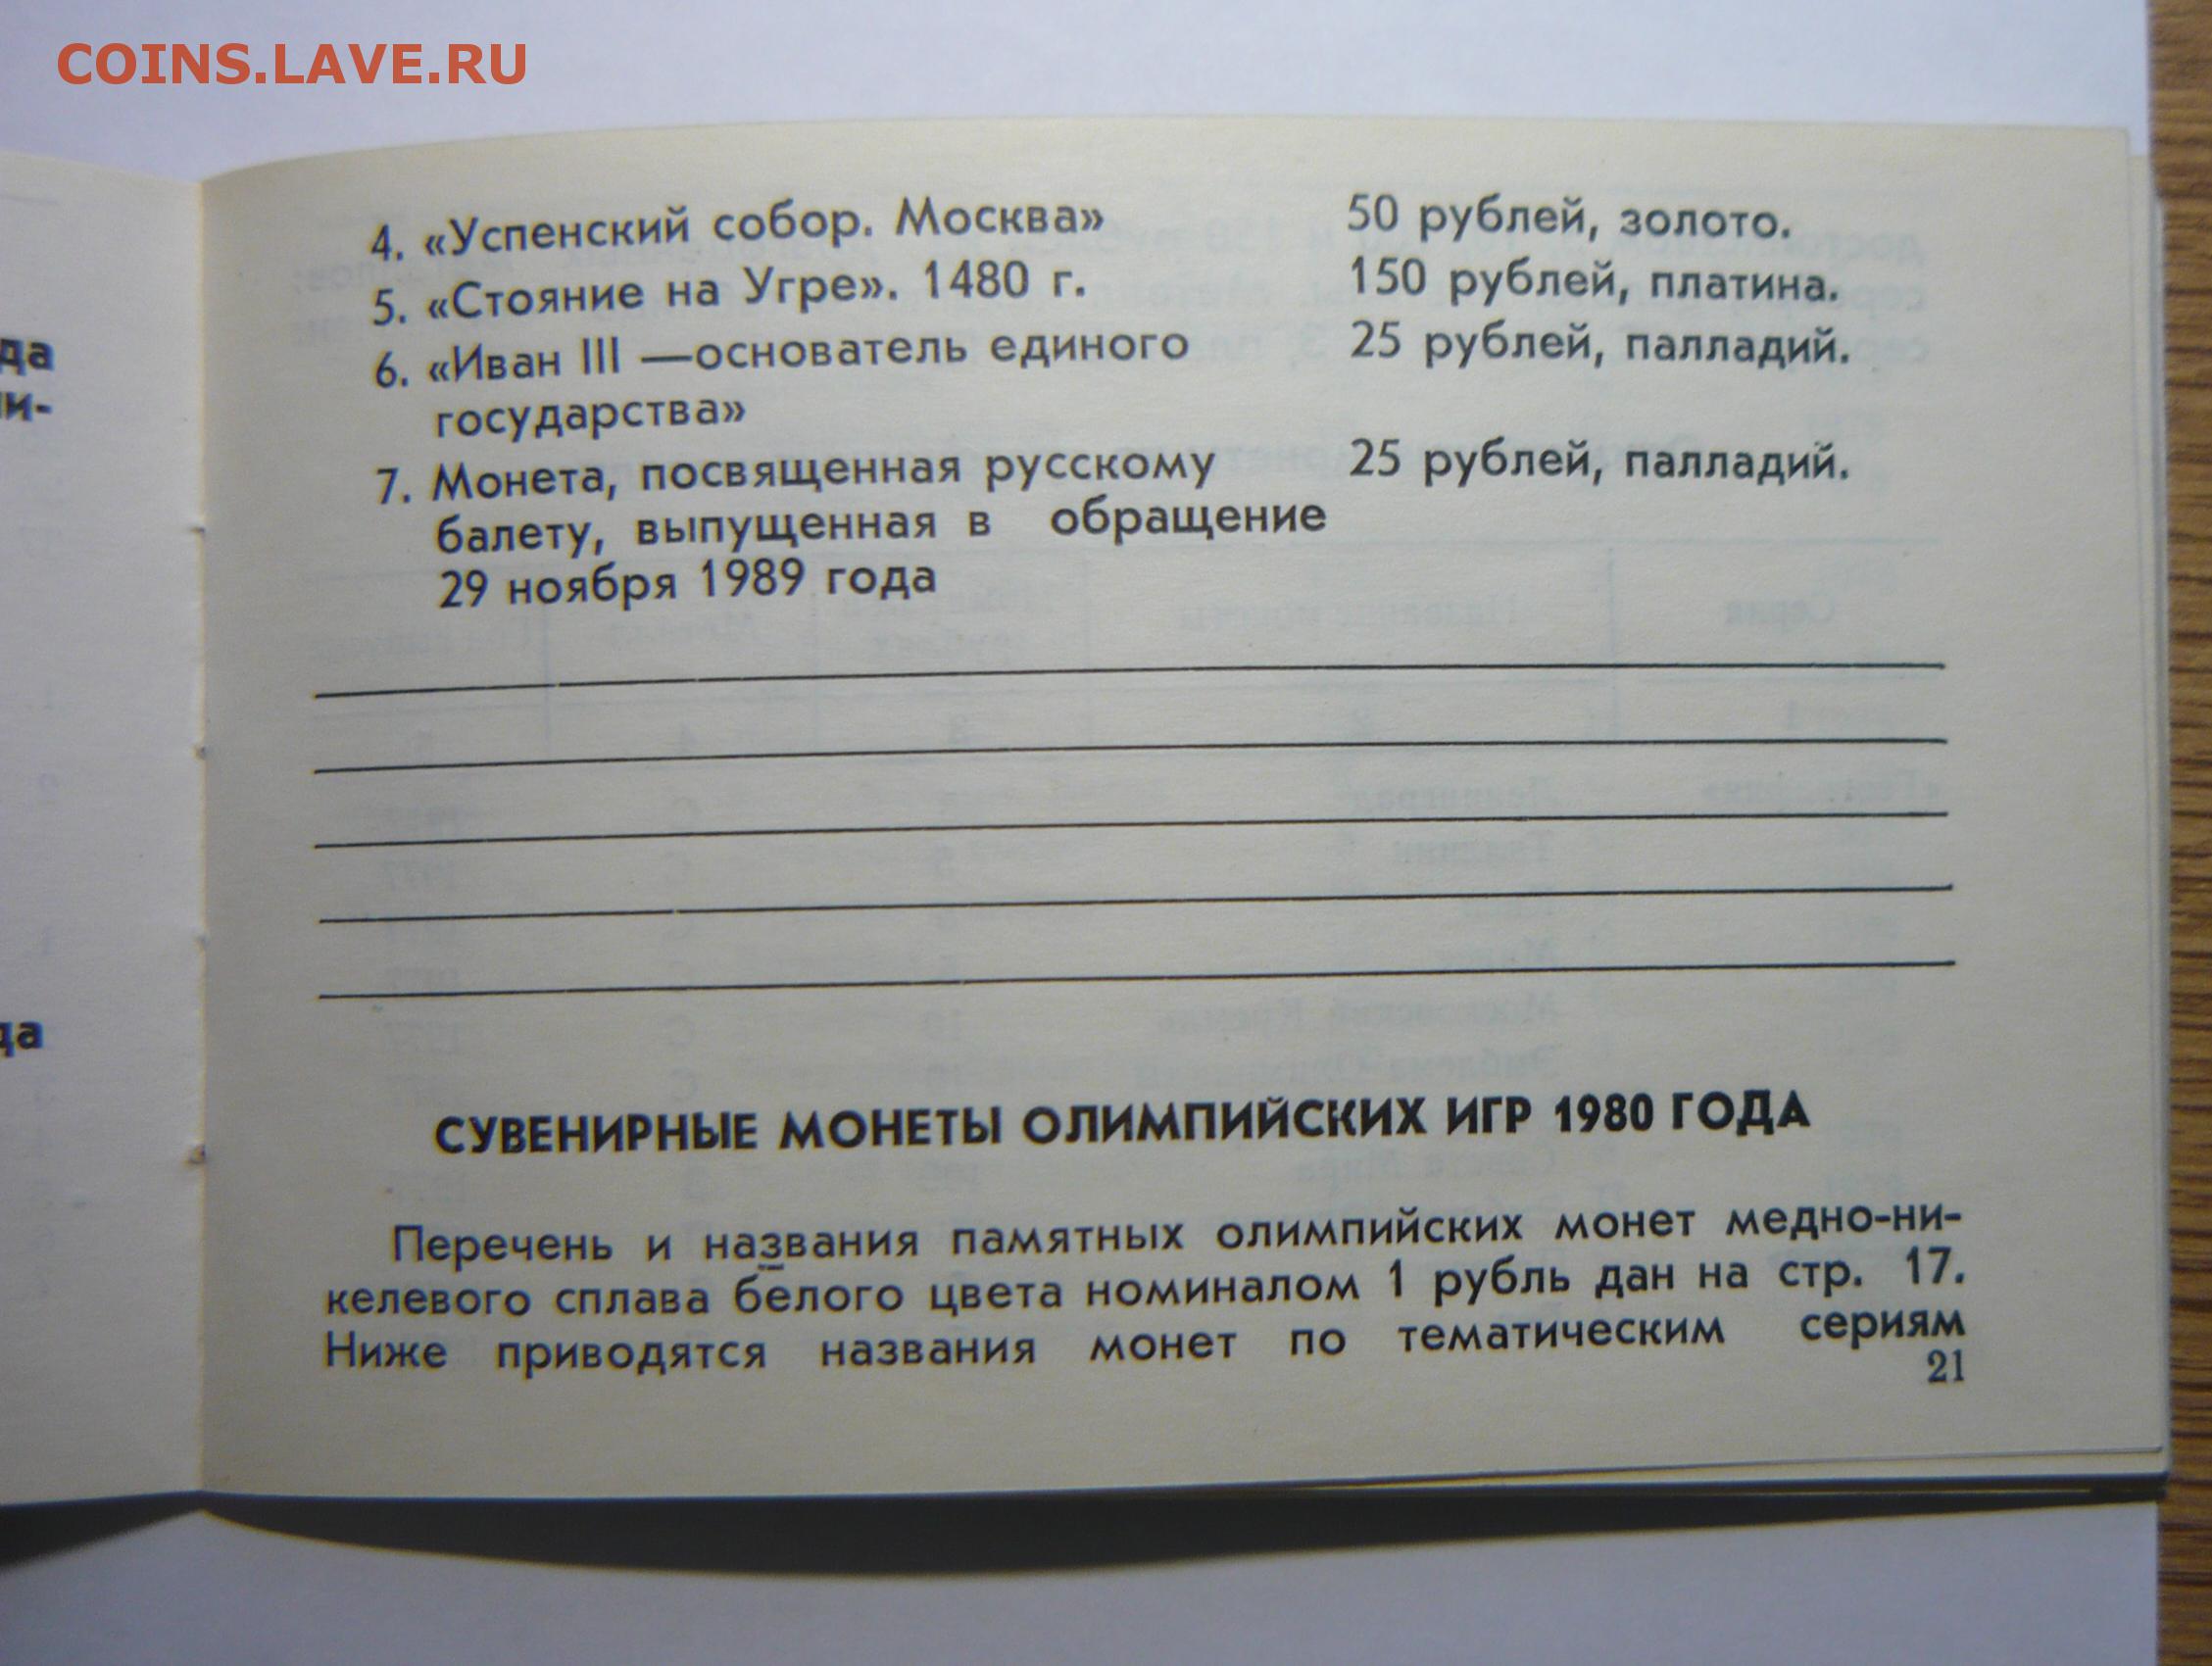 COINS.LAVE.RU
4. «Успенский собор. Москва» 50 рублей, золото.
5. «Стояние на Угре». 1480 г. 150 рублей, платина.
6. «Иван III —основатель единого 25 рублей, палладий.
государства»
7. Монета, посвященная русскому 25 рублей, палладий.
балету, выпущенная в обращение
29 ноября 1989 года
СУВЕНИРНЫЕ МОНЕТЫ ОЛИМПИЙСКИХ ИГР 1980 ГОДА
Перечень и названия памятных олимпийских монет медно-ни-
келевого сплава белого цвета номиналом 1 рубль дан на стр. 17.
Ниже приводятся названия монет по тематическим сериям
21